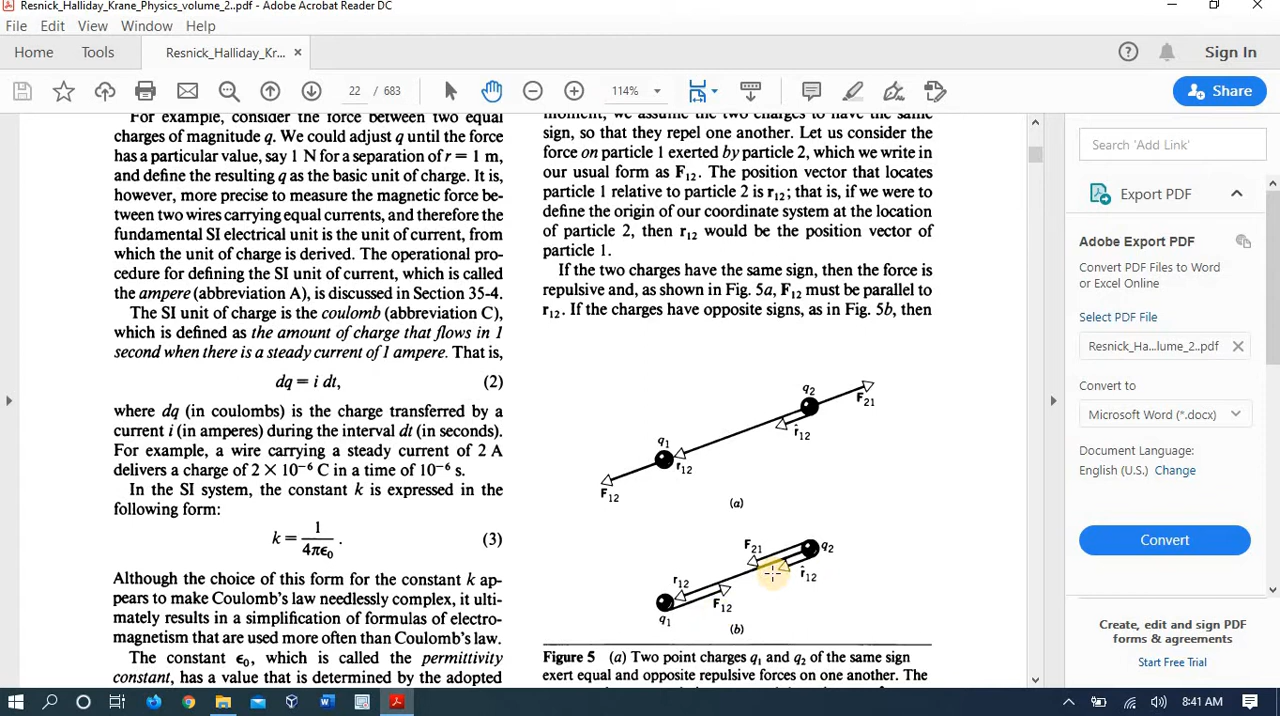 Resnick_Halliday_Krane_Physics_volume_2..pdf - Adobe Acrobat Reader DC
File Edit View Window Help
Home Tools Resnick_Halliday_Kr... × Sign In
22 / 683 114% Share
For example, consider the force between two equal
charges of magnitude q. We could adjust q until the force
has a particular value, say 1 N for a separation of r = 1 m,
and define the resulting q as the basic unit of charge. It is,
however, more precise to measure the magnetic force be-
tween two wires carrying equal currents, and therefore the
fundamental SI electrical unit is the unit of current, from
which the unit of charge is derived. The operational pro-
cedure for defining the SI unit of current, which is called
the ampere (abbreviation A), is discussed in Section 35-4.
The SI unit of charge is the coulomb (abbreviation C),
which is defined as the amount of charge that flows in 1
second when there is a steady current of 1 ampere. That is,
dq = i dt, (2)
where dq (in coulombs) is the charge transferred by a
current i (in amperes) during the interval dt (in seconds).
For example, a wire carrying a steady current of 2 A
delivers a charge of 2 × 10⁻⁶ C in a time of 10⁻⁶ s.
In the SI system, the constant k is expressed in the
following form:
k = 1 / 4πϵ₀ . (3)
Although the choice of this form for the constant k ap-
pears to make Coulomb's law needlessly complex, it ulti-
mately results in a simplification of formulas of electro-
magnetism that are used more often than Coulomb's law.
The constant ϵ₀, which is called the permittivity
constant, has a value that is determined by the adopted
moment, we assume the two charges to have the same
sign, so that they repel one another. Let us consider the
force on particle 1 exerted by particle 2, which we write in
our usual form as F₁₂. The position vector that locates
particle 1 relative to particle 2 is r₁₂; that is, if we were to
define the origin of our coordinate system at the location
of particle 2, then r₁₂ would be the position vector of
particle 1.
If the two charges have the same sign, then the force is
repulsive and, as shown in Fig. 5a, F₁₂ must be parallel to
r₁₂. If the charges have opposite signs, as in Fig. 5b, then
q₂
F₂₁
r̂₁₂
q₁
r₁₂
F₁₂
(a)
F₂₁ q₂
r₁₂ r̂₁₂
F₁₂
q₁
(b)
Figure 5 (a) Two point charges q₁ and q₂ of the same sign
exert equal and opposite repulsive forces on one another. The
Search 'Add Link'
Export PDF
Adobe Export PDF
Convert PDF Files to Word
or Excel Online
Select PDF File
Resnick_Ha...lume_2..pdf ×
Convert to
Microsoft Word (*.docx)
Document Language:
English (U.S.) Change
Convert
Create, edit and sign PDF
forms & agreements
Start Free Trial
8:41 AM